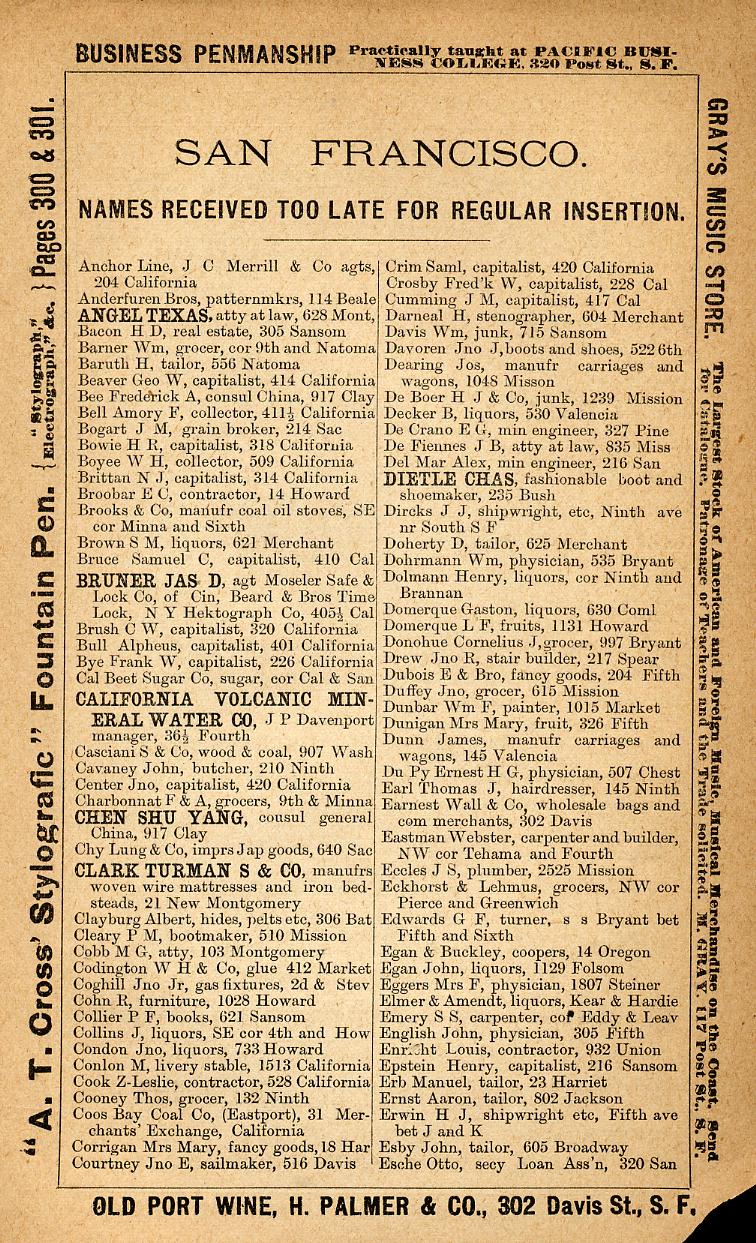 BUSINESS PENMANSHIP Practically taught at PACIFIC BUSI-
NESS COLLEGE, 320 Post St., S. F.
SAN FRANCISCO.
NAMES RECEIVED TOO LATE FOR REGULAR INSERTION.
Anchor Line, J C Merrill & Co agts,
204 California
Anderfuren Bros, patternmkrs, 114 Beale
ANGEL TEXAS, atty at law, 628 Mont,
Bacon H D, real estate, 305 Sansom
Barner Wm, grocer, cor 9th and Natoma
Baruth H, tailor, 556 Natoma
Beaver Geo W, capitalist, 414 California
Bee Frederick A, consul China, 917 Clay
Bell Amory F, collector, 411½ California
Bogart J M, grain broker, 214 Sac
Bowie H R, capitalist, 318 California
Boyee W H, collector, 509 California
Brittan N J, capitalist, 314 California
Broobar E C, contractor, 14 Howard
Brooks & Co, manufr coal oil stoves, SE
cor Minna and Sixth
Brown S M, liquors, 621 Merchant
Bruce Samuel C, capitalist, 410 Cal
BRUNER JAS D, agt Moseler Safe &
Lock Co, of Cin, Beard & Bros Time
Lock, N Y Hektograph Co, 405½ Cal
Brush C W, capitalist, 320 California
Bull Alpheus, capitalist, 401 California
Bye Frank W, capitalist, 226 California
Cal Beet Sugar Co, sugar, cor Cal & San
CALIFORNIA VOLCANIC MIN-
ERAL WATER CO, J P Davenport
manager, 36½ Fourth
Casciani S & Co, wood & coal, 907 Wash
Cavaney John, butcher, 210 Ninth
Center Jno, capitalist, 420 California
Charbonnat F & A, grocers, 9th & Minna
CHEN SHU YANG, consul general
China, 917 Clay
Chy Lung & Co, imprs Jap goods, 640 Sac
CLARK TURMAN S & CO, manufrs
woven wire mattresses and iron bed-
steads, 21 New Montgomery
Clayburg Albert, hides, pelts etc, 306 Bat
Cleary P M, bootmaker, 510 Mission
Cobb M G, atty, 103 Montgomery
Codington W H & Co, glue 412 Market
Coghill Jno Jr, gas fixtures, 2d & Stev
Cohn R, furniture, 1028 Howard
Collier P F, books, 621 Sansom
Collins J, liquors, SE cor 4th and How
Condon Jno, liquors, 733 Howard
Conlon M, livery stable, 1513 California
Cook Z-Leslie, contractor, 528 California
Cooney Thos, grocer, 132 Ninth
Coos Bay Coal Co, (Eastport), 31 Mer-
chants' Exchange, California
Corrigan Mrs Mary, fancy goods, 18 Har
Courtney Jno E, sailmaker, 516 Davis
Crim Saml, capitalist, 420 California
Crosby Fred'k W, capitalist, 228 Cal
Cumming J M, capitalist, 417 Cal
Darneal H, stenographer, 604 Merchant
Davis Wm, junk, 715 Sansom
Davoren Jno J, boots and shoes, 522 6th
Dearing Jos, manufr carriages and
wagons, 1048 Misson
De Boer H J & Co, junk, 1239 Mission
Decker B, liquors, 530 Valencia
De Crano E G, min engineer, 327 Pine
De Fiennes J B, atty at law, 835 Miss
Del Mar Alex, min engineer, 216 San
DIETLE CHAS, fashionable boot and
shoemaker, 235 Bush
Dircks J J, shipwright, etc, Ninth ave
nr South S F
Doherty D, tailor, 625 Merchant
Dohrmann Wm, physician, 535 Bryant
Dolmann Henry, liquors, cor Ninth and
Brannan
Domerque Gaston, liquors, 630 Coml
Domerque L F, fruits, 1131 Howard
Donohue Cornelius J, grocer, 997 Bryant
Drew Jno R, stair builder, 217 Spear
Dubois E & Bro, fancy goods, 204 Fifth
Duffey Jno, grocer, 615 Mission
Dunbar Wm F, painter, 1015 Market
Dunigan Mrs Mary, fruit, 326 Fifth
Dunn James, manufr carriages and
wagons, 145 Valencia
Du Py Ernest H G, physician, 507 Chest
Earl Thomas J, hairdresser, 145 Ninth
Earnest Wall & Co, wholesale bags and
com merchants, 302 Davis
Eastman Webster, carpenter and builder,
NW cor Tehama and Fourth
Eccles J S, plumber, 2525 Mission
Eckhorst & Lehmus, grocers, NW cor
Pierce and Greenwich
Edwards G F, turner, s s Bryant bet
Fifth and Sixth
Egan & Buckley, coopers, 14 Oregon
Egan John, liquors, 1129 Folsom
Eggers Mrs F, physician, 1807 Steiner
Elmer & Amendt, liquors, Kear & Hardie
Emery S S, carpenter, cor Eddy & Leav
English John, physician, 305 Fifth
Louis, contractor, 932 Union
Epstein Henry, capitalist, 216 Sansom
Erb Manuel, tailor, 23 Harriet
Ernst Aaron, tailor, 802 Jackson
Erwin H J, shipwright etc, Fifth ave
bet J and K
Esby John, tailor, 605 Broadway
Esche Otto, secy Loan Ass'n, 320 San
"A. T. Cross' Stylografic" Fountain Pen. { "Stylograph," Electrograph," &c. } Pages 300 & 301.
GRAY'S MUSIC STORE. The Largest Stock of American and Foreign Music, Musical Merchandise on the Coast. Send
for Catalogue. Patronage of Teachers and the Trade solicited. M. GRAY, 117 Post St., S. F.
OLD PORT WINE, H. PALMER & CO., 302 Davis St., S. F.